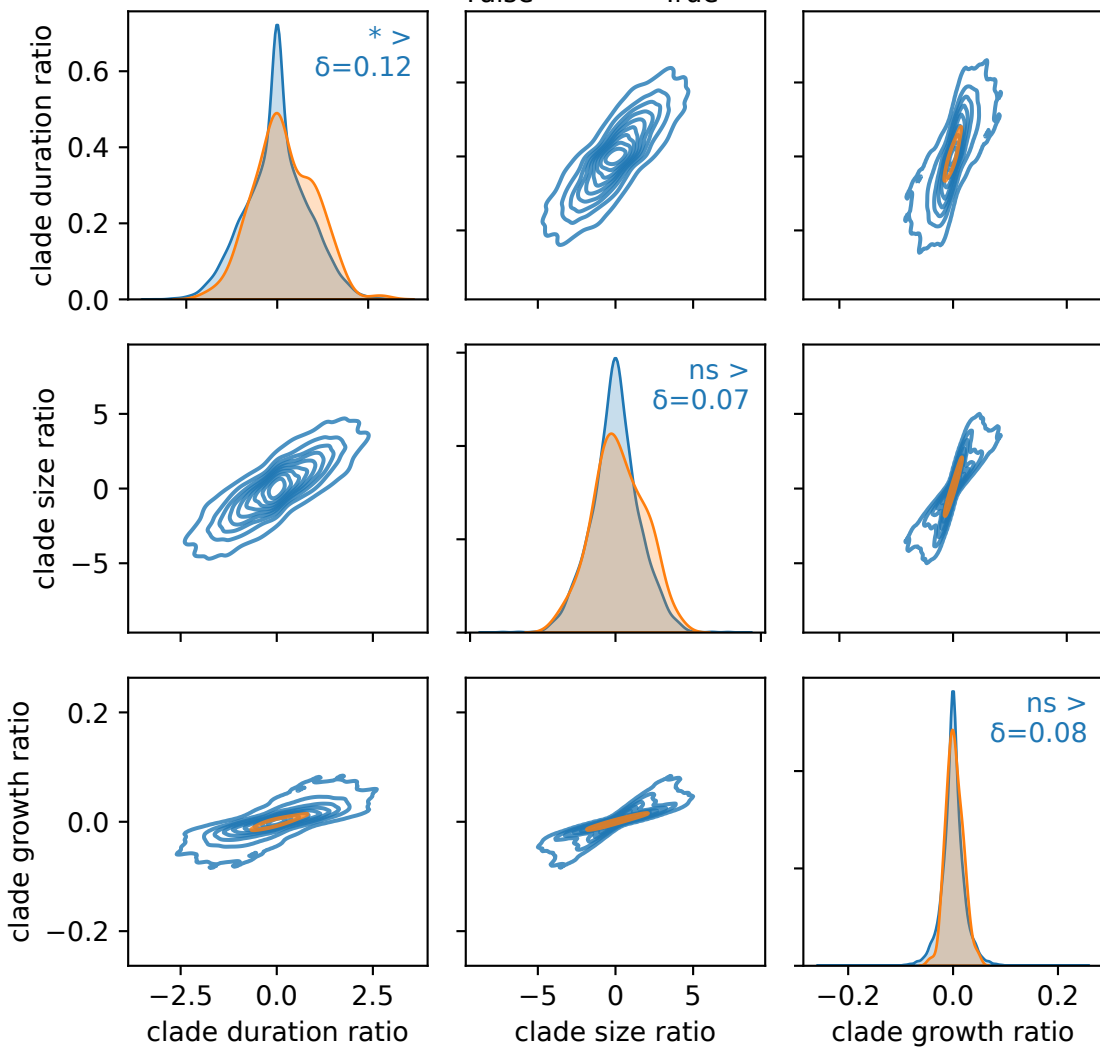 * >
δ=0.12
clade duration ratio
0.6
0.4
0.2
0.0
ns >
δ=0.07
clade size ratio
5
0
−5
ns >
δ=0.08
clade growth ratio
0.2
0.0
−0.2
−2.5 0.0 2.5 −5 0 5 −0.2 0.0 0.2
clade duration ratio clade size ratio clade growth ratio